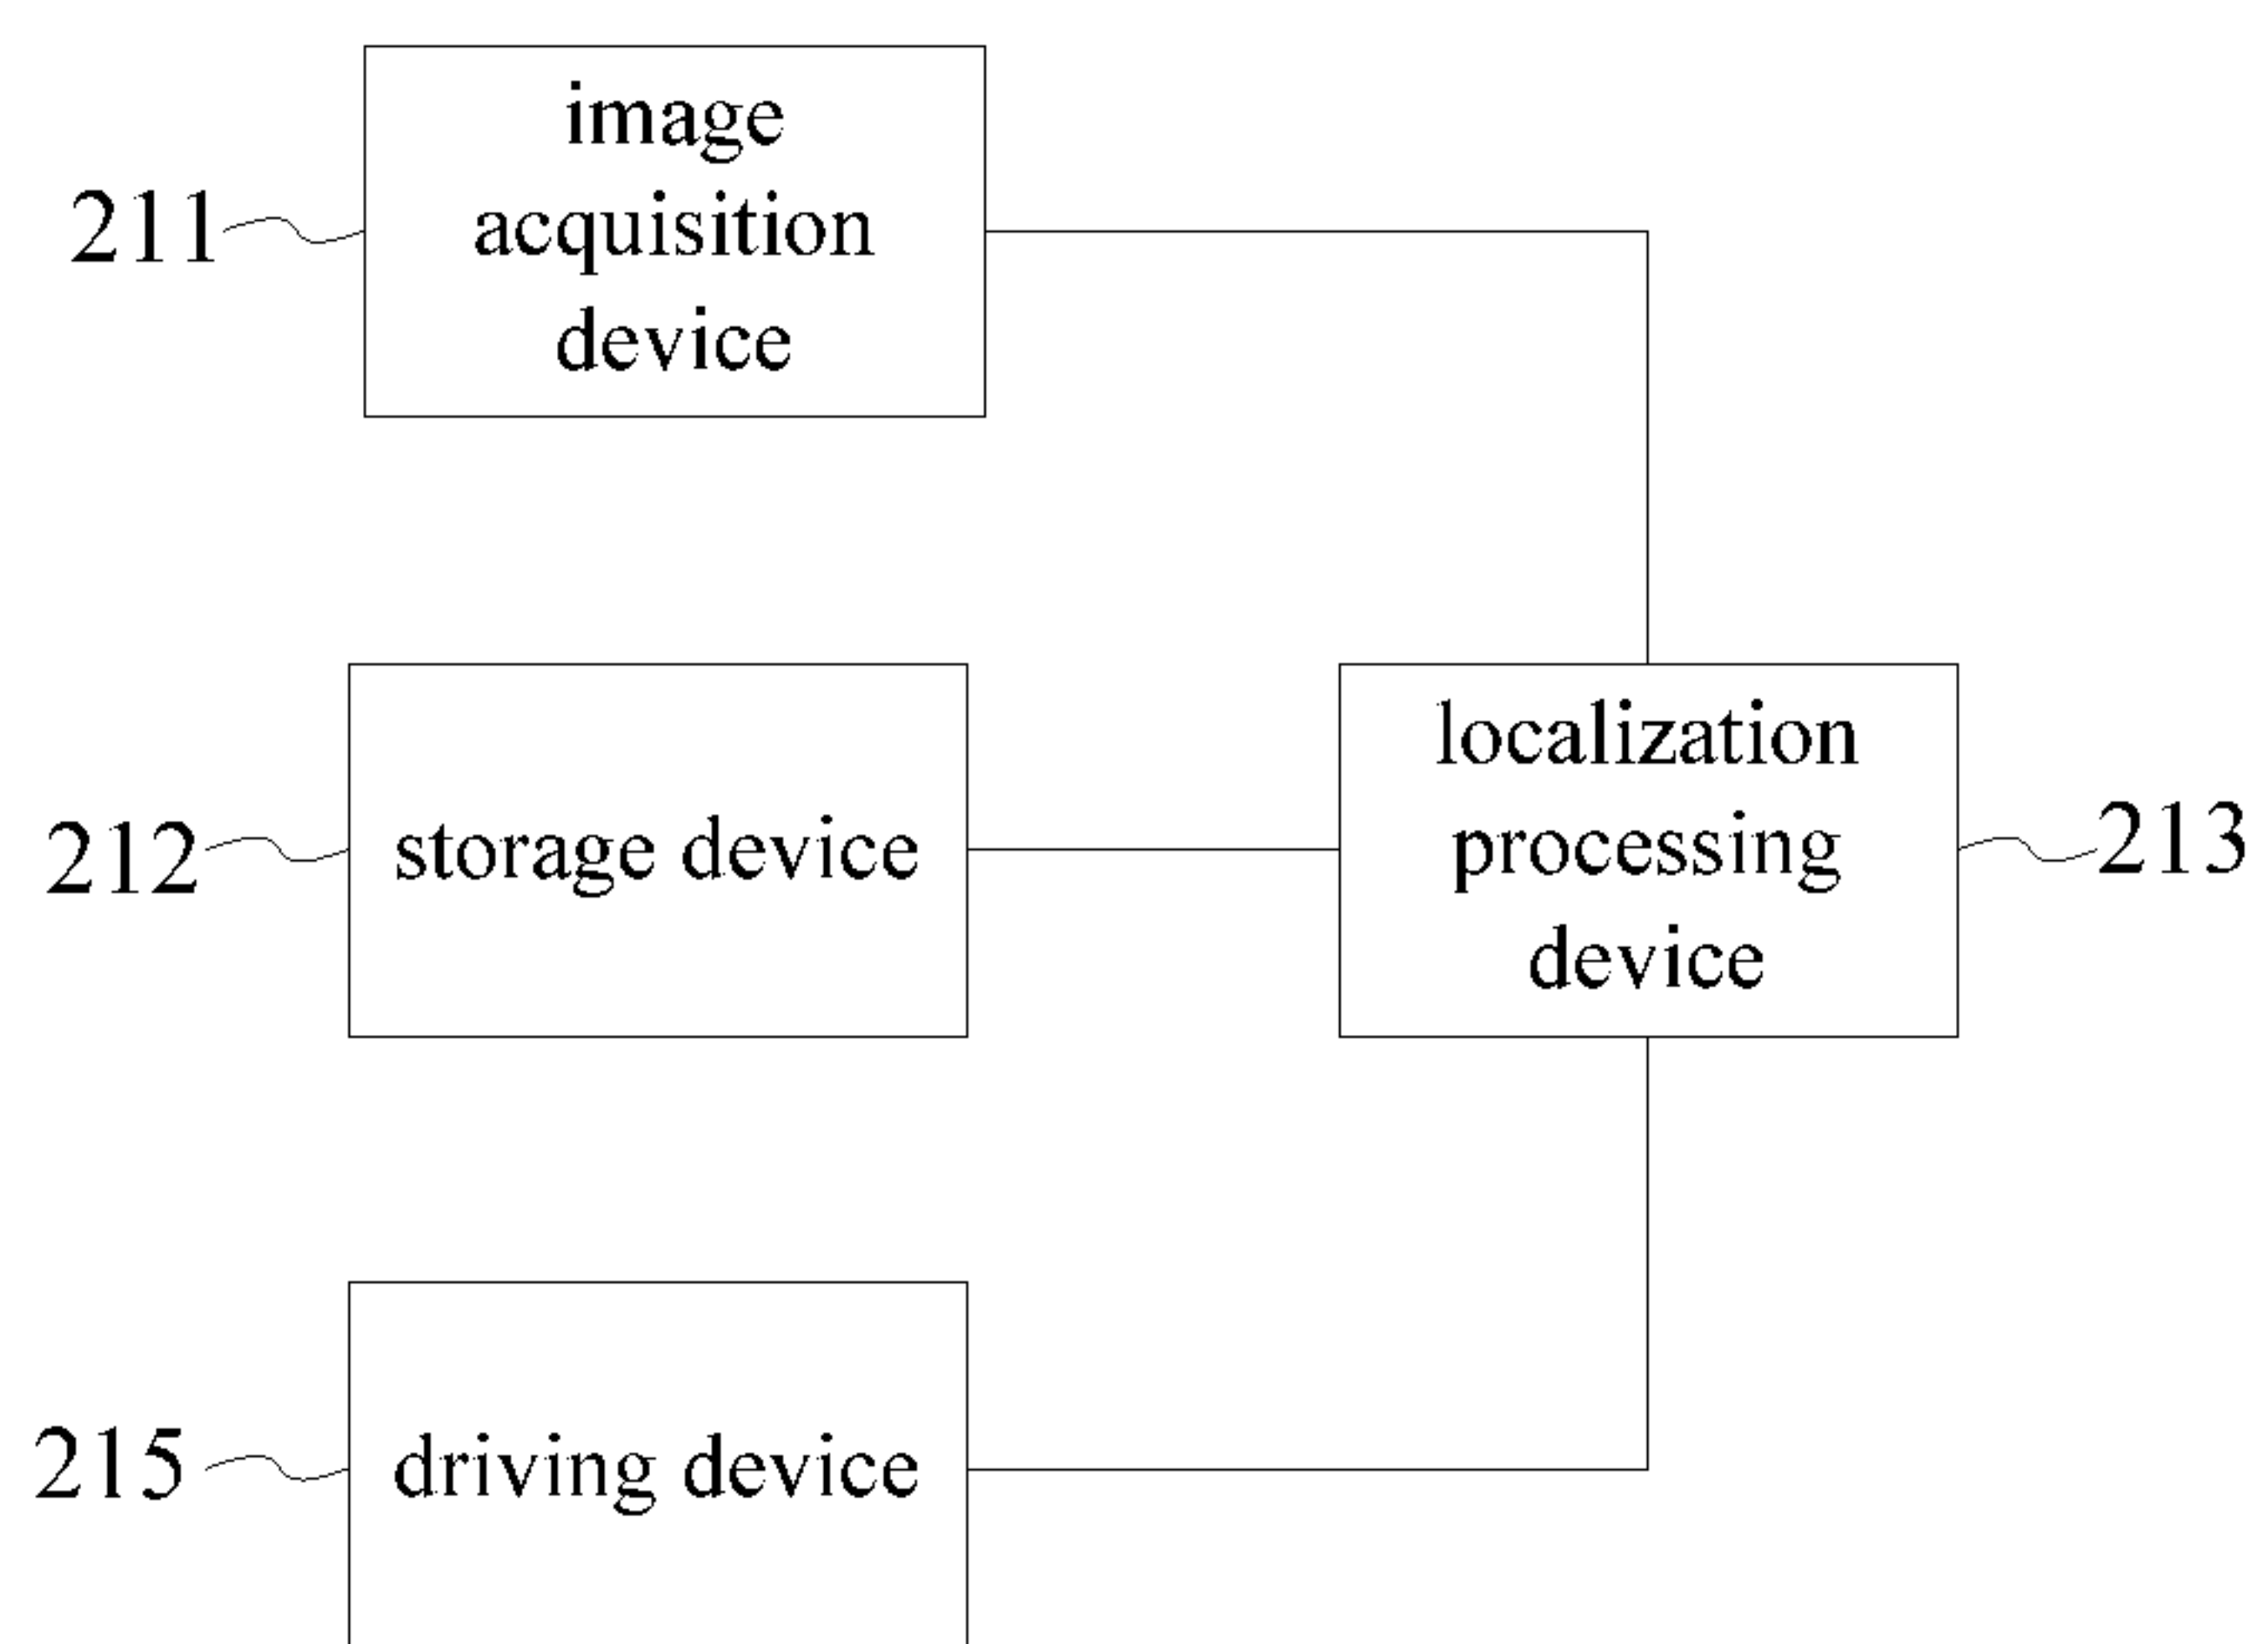 image
211 acquisition
device
localization
212 storage device processing 213
device
215 driving device